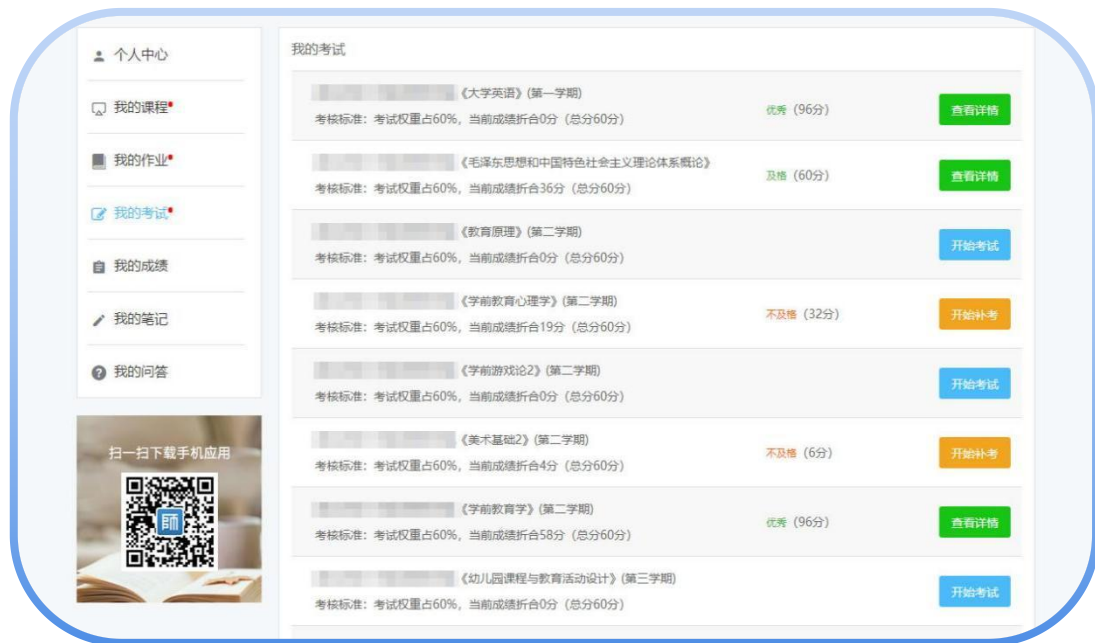 个人中心
我的课程
我的作业
我的考试
我的成绩
我的笔记
我的问答
扫一扫下载手机应用
師
我的考试
《大学英语》(第一学期)
考核标准：考试权重占60%，当前成绩折合0分（总分60分）
优秀 (96分)
查看详情
《毛泽东思想和中国特色社会主义理论体系概论》
考核标准：考试权重占60%，当前成绩折合36分（总分60分）
及格 (60分)
查看详情
《教育原理》(第二学期)
考核标准：考试权重占60%，当前成绩折合0分（总分60分）
开始考试
《学前教育心理学》(第二学期)
考核标准：考试权重占60%，当前成绩折合19分（总分60分）
不及格 (32分)
开始补考
《学前游戏论2》(第二学期)
考核标准：考试权重占60%，当前成绩折合0分（总分60分）
开始考试
《美术基础2》(第二学期)
考核标准：考试权重占60%，当前成绩折合4分（总分60分）
不及格 (6分)
开始补考
《学前教育学》(第二学期)
考核标准：考试权重占60%，当前成绩折合58分（总分60分）
优秀 (96分)
查看详情
《幼儿园课程与教育活动设计》(第三学期)
考核标准：考试权重占60%，当前成绩折合0分（总分60分）
开始考试